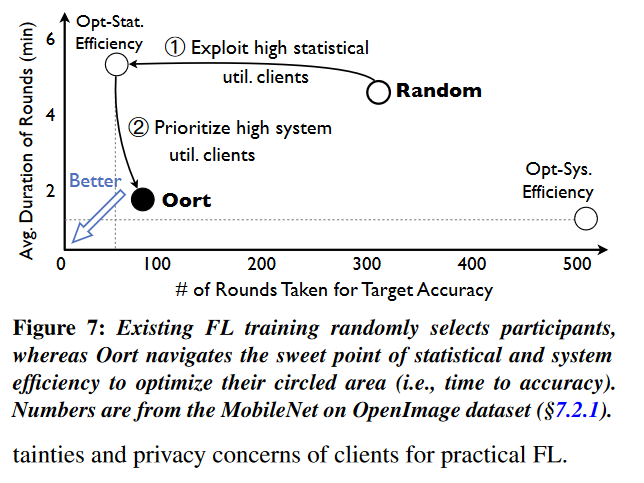 Opt-Stat.
Efficiency
① Exploit high statistical
util. clients
Random
② Prioritize high system
util. clients
Better
Oort
Opt-Sys.
Efficiency
Avg. Duration of Rounds (min)
6
4
2
0
100
200
300
400
500
# of Rounds Taken for Target Accuracy
Figure 7: Existing FL training randomly selects participants,
whereas Oort navigates the sweet point of statistical and system
efficiency to optimize their circled area (i.e., time to accuracy).
Numbers are from the MobileNet on OpenImage dataset (§7.2.1).
tainties and privacy concerns of clients for practical FL.